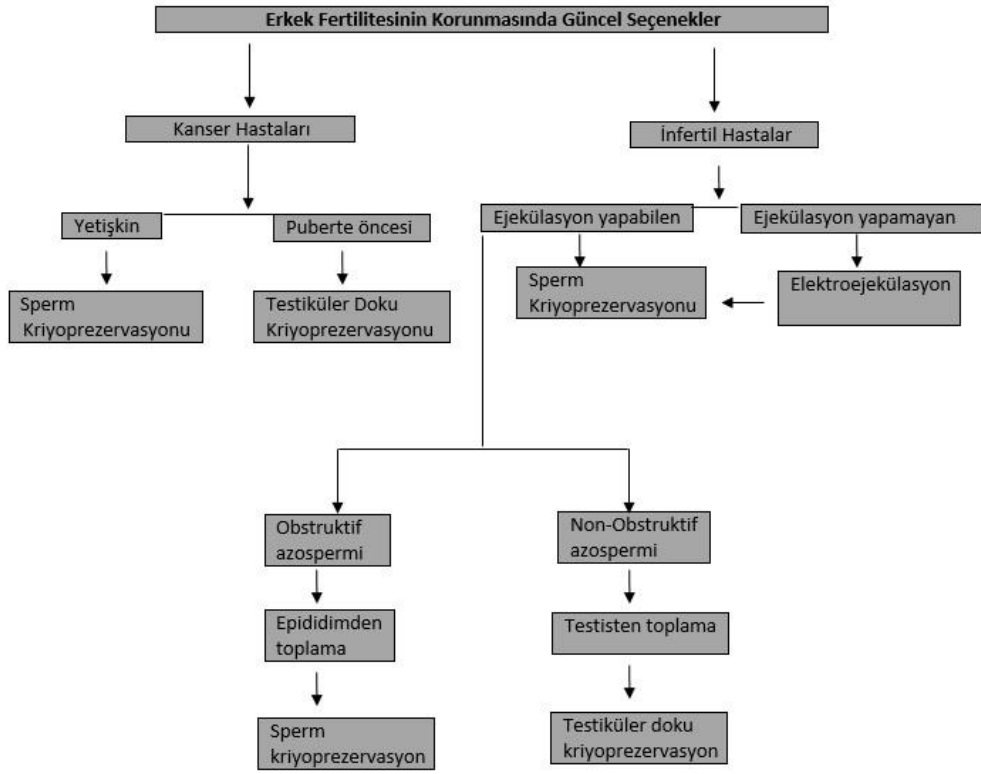 Erkek Fertilitesinin Korunmasında Güncel Seçenekler
Kanser Hastaları
İnfertil Hastalar
Yetişkin
Puberte öncesi
Ejekülasyon yapabilen
Ejekülasyon yapamayan
Sperm
Kriyoprezervasyonu
Testiküler Doku
Kriyoprezervasyonu
Sperm
Kriyoprezervasyonu
Elektroejekülasyon
Obstruktif
azospermi
Non-Obstruktif
azospermi
Epididimden
toplama
Testisten toplama
Sperm
kriyoprezervasyon
Testiküler doku
kriyoprezervasyon